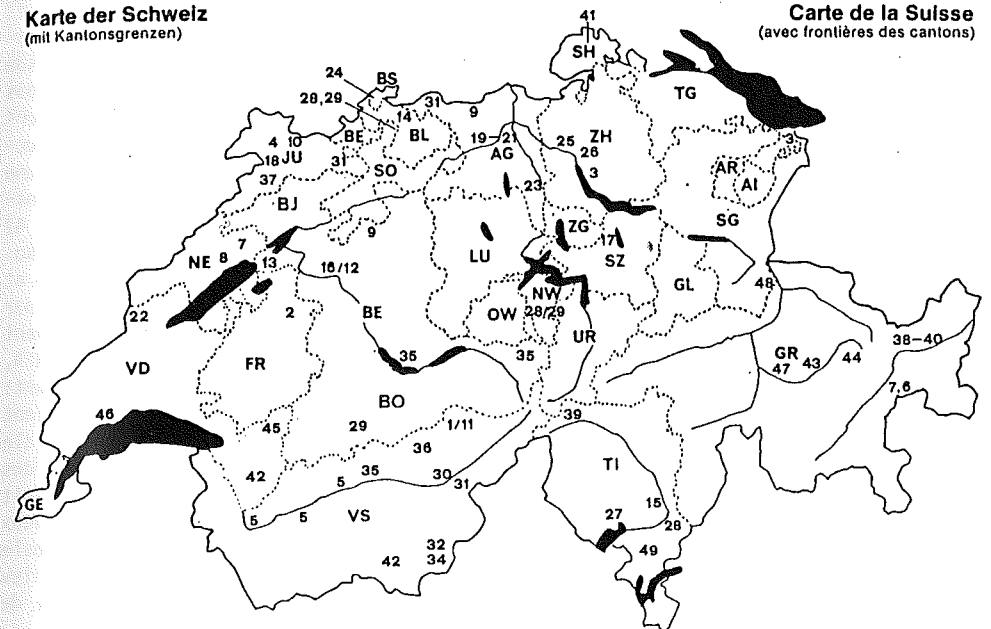 Karte der Schweiz
(mit Kantonsgrenzen)
Carte de la Suisse
(avec frontières des cantons)
41
SH
24
BS
28,29
31
14
9
BE
BL
TG
4 10
18 JU
31
SO
19–21
AG
25
ZH
26
3
3
37
23
AR
AI
BJ
9
SG
7
NE 8
13
16/12
LU
ZG
17
SZ
GL
48
22
2
BE
OW
NW
28/29
UR
VD
FR
35
35
GR
47 43 44
38–40
7,6
46
BO
45
29
1/11
39
36
42
35
5
30
31
TI
GE
5
5
VS
15
27
28
32
34
42
49